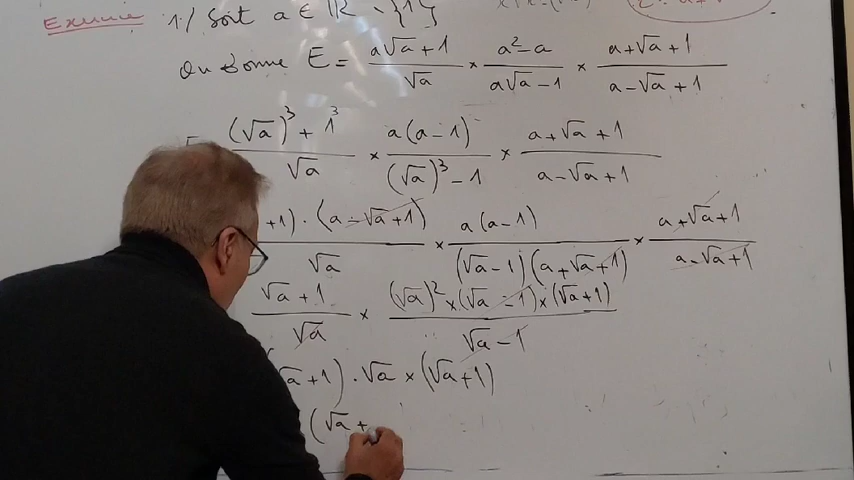 Exercice 1/ Soit a ∈ ℝ \ {1}
On donne E = (a√a + 1)/√a × (a² - a)/(a√a - 1) × (a + √a + 1)/(a - √a + 1)
((√a)³ + 1³)/√a × a(a - 1)/((√a)³ - 1) × (a + √a + 1)/(a - √a + 1)
+1) · (a - √a + 1)/√a × a(a - 1)/((√a - 1)(a + √a + 1)) × (a + √a + 1)/(a - √a + 1)
(√a + 1)/√a × ((√a)² × (√a - 1) × (√a + 1))/(√a - 1)
√a + 1) · √a × (√a + 1)
(√a +